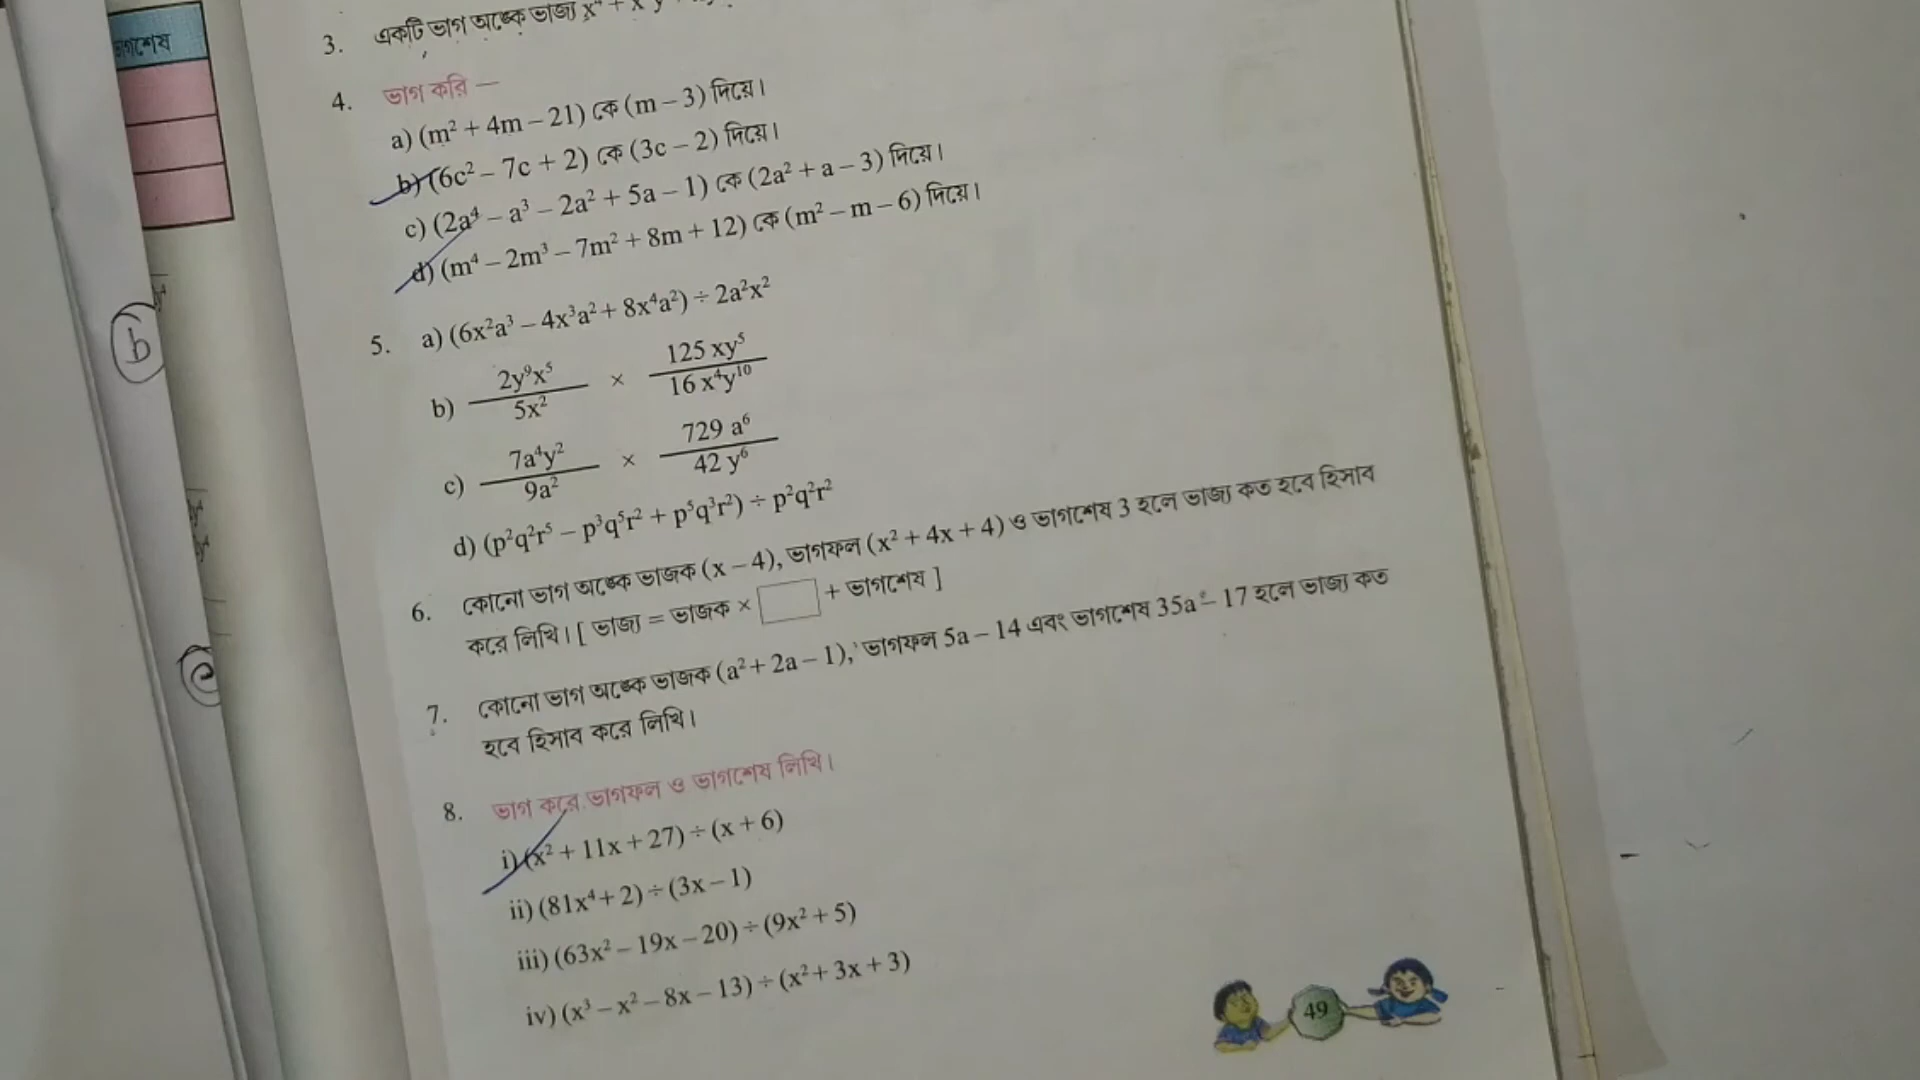 ভাগশেষ
3. একটি ভাগ অঙ্কে ভাজ্য
4. ভাগ করি —
a) (m² + 4m – 21) কে (m – 3) দিয়ে।
b) (6c² – 7c + 2) কে (3c – 2) দিয়ে।
c) (2a⁴ – a³ – 2a² + 5a – 1) কে (2a² + a – 3) দিয়ে।
d) (m⁴ – 2m³ – 7m² + 8m + 12) কে (m² – m – 6) দিয়ে।
5. a) (6x²a³ – 4x³a² + 8x⁴a²) ÷ 2a²x²
b) 2y⁹x⁵/5x² × 125 xy⁵/16 x⁴y¹⁰
c) 7a⁴y²/9a² × 729 a⁶/42 y⁶
d) (p²q²r⁵ – p³q⁵r² + p⁵q³r²) ÷ p²q²r²
6. কোনো ভাগ অঙ্কে ভাজক (x – 4), ভাগফল (x² + 4x + 4) ও ভাগশেষ 3 হলে ভাজ্য কত হবে হিসাব
করে লিখি। [ ভাজ্য = ভাজক × □ + ভাগশেষ ]
7. কোনো ভাগ অঙ্কে ভাজক (a² + 2a – 1), ভাগফল 5a – 14 এবং ভাগশেষ 35a – 17 হলে ভাজ্য কত
হবে হিসাব করে লিখি।
8. ভাগ করে ভাগফল ও ভাগশেষ লিখি।
i) (x² + 11x + 27) ÷ (x + 6)
ii) (81x⁴ + 2) ÷ (3x – 1)
iii) (63x² – 19x – 20) ÷ (9x² + 5)
iv) (x³ – x² – 8x – 13) ÷ (x² + 3x + 3)
49